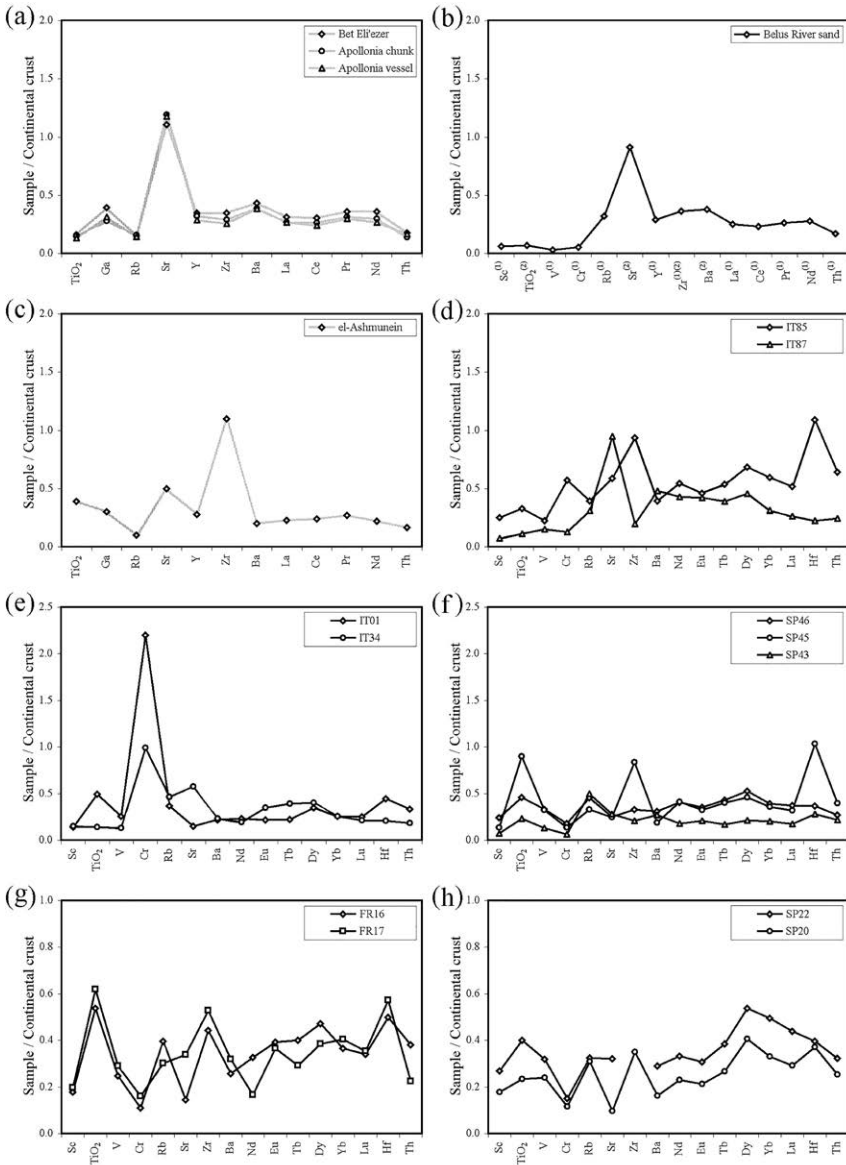 (a)
Sample / Continental crust
2.0
1.5
1.0
0.5
0.0
Bet Eli'ezer
Apollonia chunk
Apollonia vessel
TiO2 Ga Rb Sr Y Zr Ba La Ce Pr Nd Th
(b)
Sample / Continental crust
2.0
1.5
1.0
0.5
0.0
Belus River sand
Sc(1) TiO2(2) V(1) Cr(1) Rb(1) Sr(2) Y(1) Zr(1)(2) Ba(2) La(1) Ce(1) Pr(1) Nd(1) Th(1)
(c)
Sample / Continental crust
2.0
1.5
1.0
0.5
0.0
el-Ashmunein
TiO2 Ga Rb Sr Y Zr Ba La Ce Pr Nd Th
(d)
Sample / Continental crust
2.0
1.5
1.0
0.5
0.0
IT85
IT87
Sc TiO2 V Cr Rb Sr Zr Ba Nd Eu Tb Dy Yb Lu Hf Th
(e)
Sample / Continental crust
2.5
2.0
1.5
1.0
0.5
0.0
IT01
IT34
Sc TiO2 V Cr Rb Sr Ba Nd Eu Tb Dy Yb Lu Hf Th
(f)
Sample / Continental crust
2.5
2.0
1.5
1.0
0.5
0.0
SP46
SP45
SP43
Sc TiO2 V Cr Rb Sr Zr Ba Nd Eu Tb Dy Yb Lu Hf Th
(g)
Sample / Continental crust
1.0
0.8
0.6
0.4
0.2
0.0
FR16
FR17
Sc TiO2 V Cr Rb Sr Zr Ba Nd Eu Tb Dy Yb Lu Hf Th
(h)
Sample / Continental crust
1.0
0.8
0.6
0.4
0.2
0.0
SP22
SP20
Sc TiO2 V Cr Rb Sr Zr Ba Nd Eu Tb Dy Yb Lu Hf Th